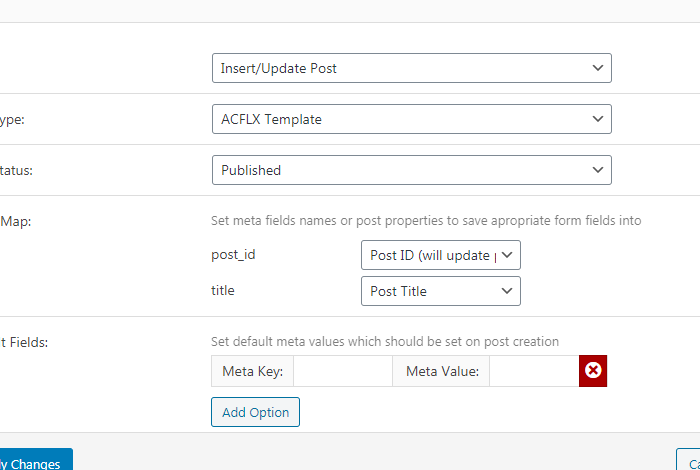 Insert/Update Post
ype: ACFLX Template
tatus: Published
Map: Set meta fields names or post properties to save apropriate form fields into
post_id Post ID (will update p
title Post Title
t Fields: Set default meta values which should be set on post creation
Meta Key: Meta Value:
Add Option
ly Changes Ca